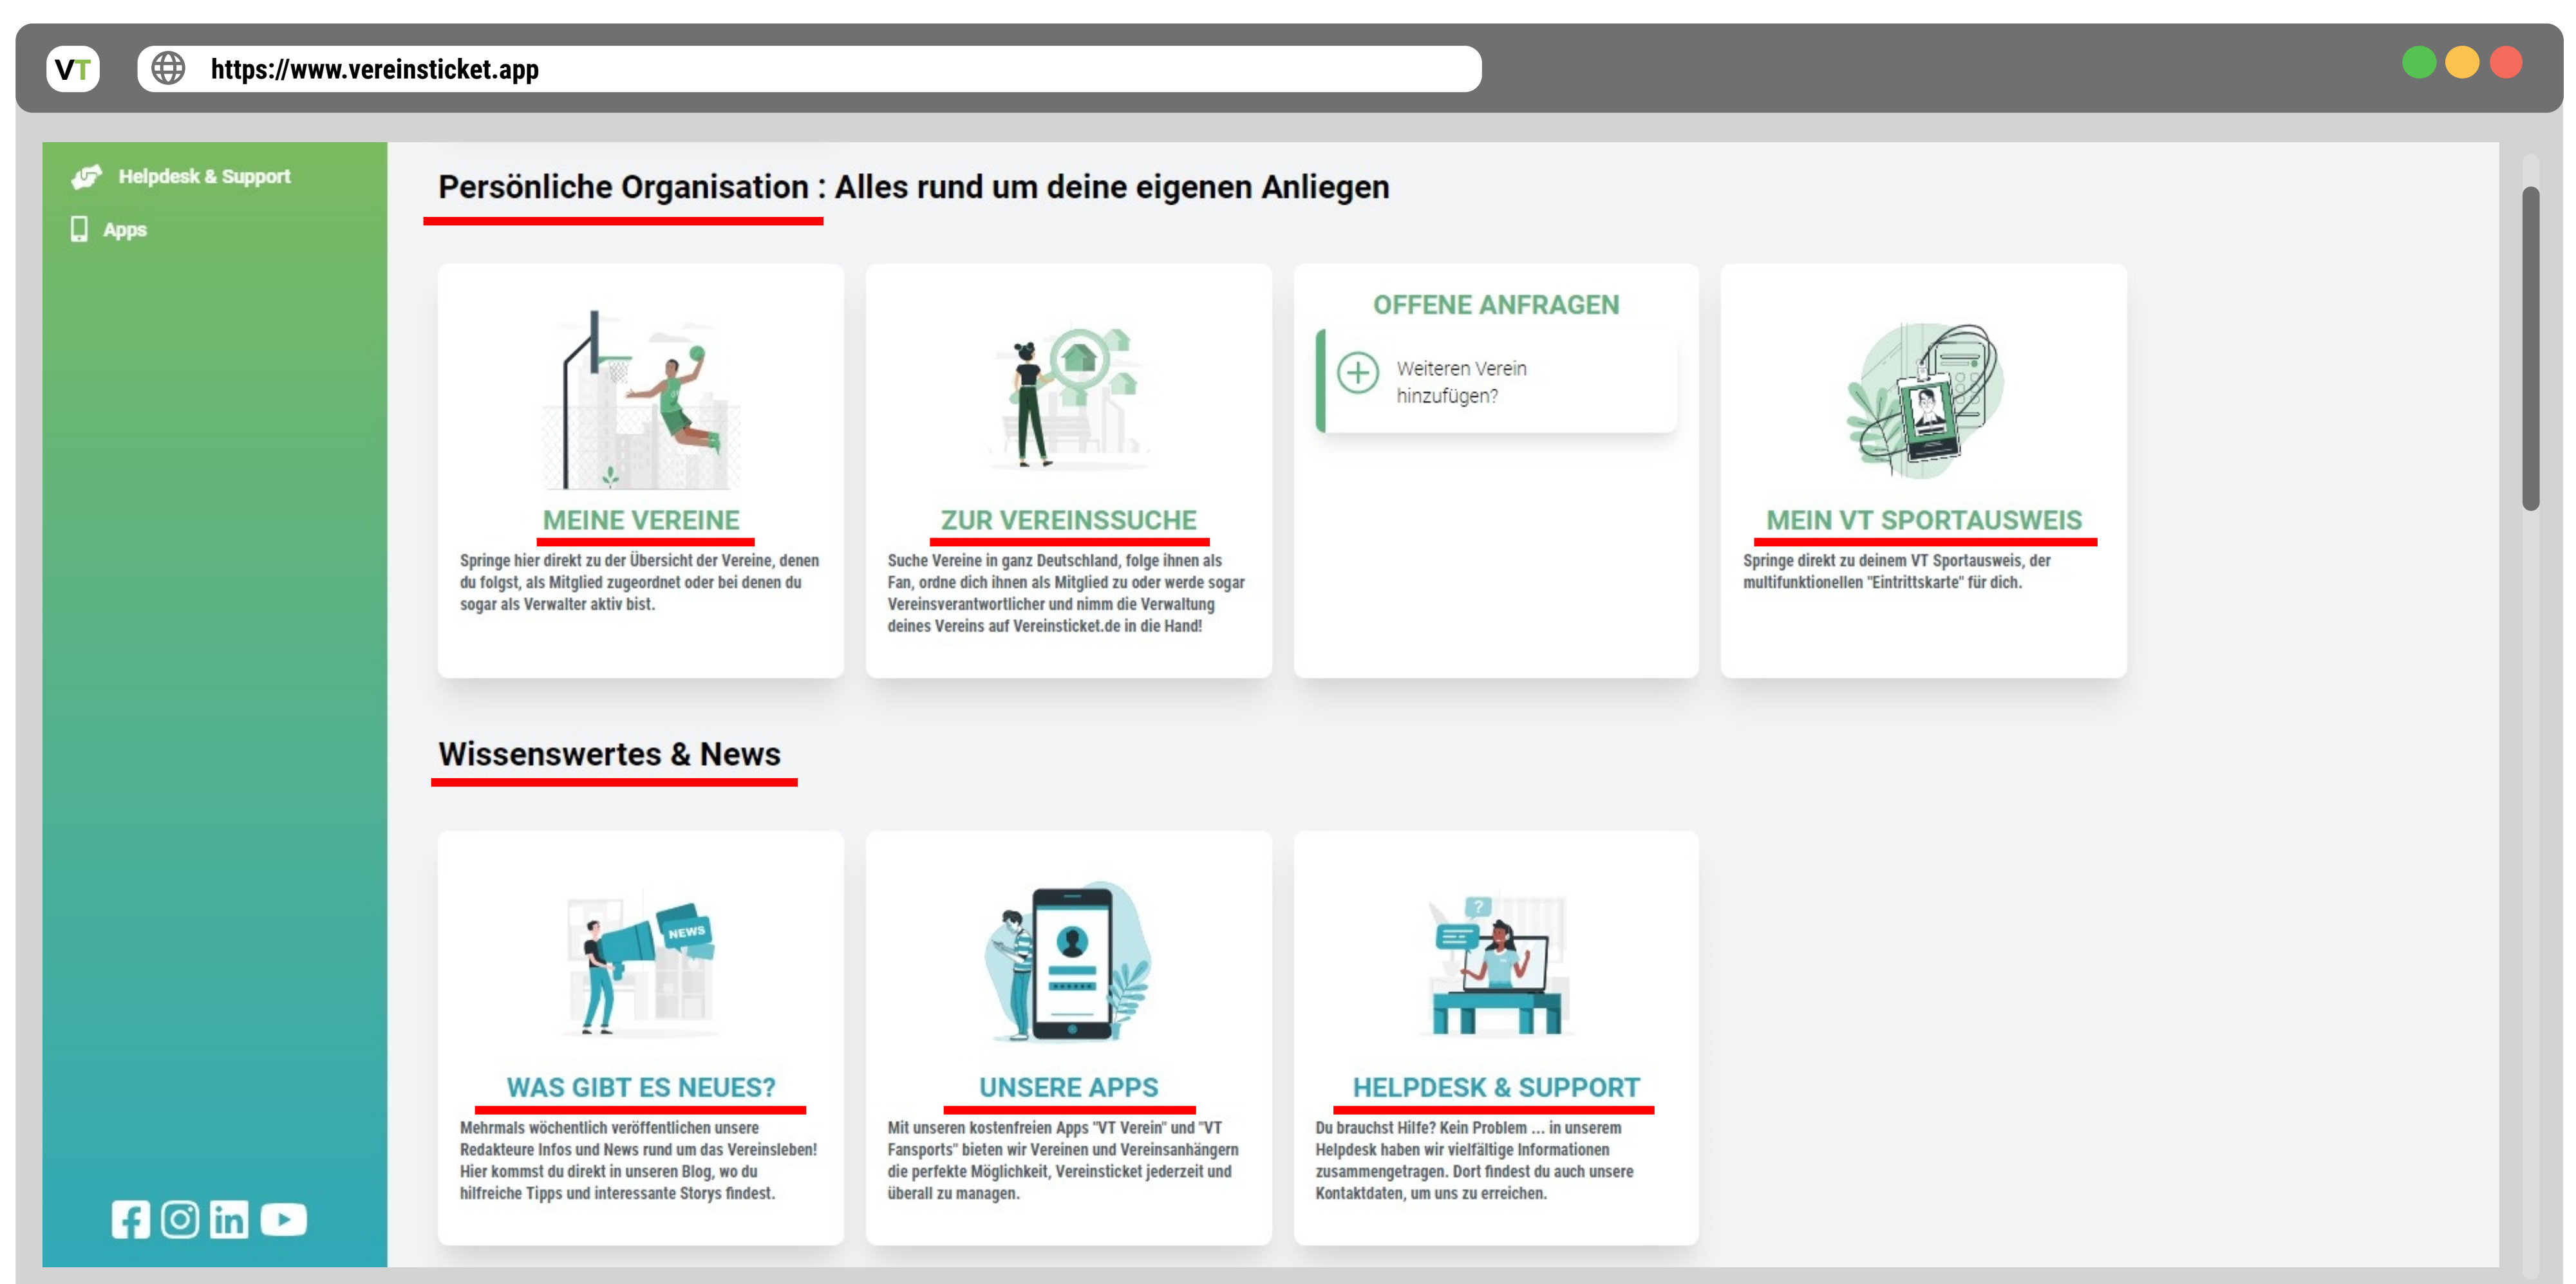 VT
https://www.vereinsticket.app
Helpdesk & Support
Apps
Persönliche Organisation : Alles rund um deine eigenen Anliegen
MEINE VEREINE
Springe hier direkt zu der Übersicht der Vereine, denen
du folgst, als Mitglied zugeordnet oder bei denen du
sogar als Verwalter aktiv bist.
ZUR VEREINSSUCHE
Suche Vereine in ganz Deutschland, folge ihnen als
Fan, ordne dich ihnen als Mitglied zu oder werde sogar
Vereinsverantwortlicher und nimm die Verwaltung
deines Vereins auf Vereinsticket.de in die Hand!
OFFENE ANFRAGEN
Weiteren Verein
hinzufügen?
MEIN VT SPORTAUSWEIS
Springe direkt zu deinem VT Sportausweis, der
multifunktionellen "Eintrittskarte" für dich.
Wissenswertes & News
NEWS
WAS GIBT ES NEUES?
Mehrmals wöchentlich veröffentlichen unsere
Redakteure Infos und News rund um das Vereinsleben!
Hier kommst du direkt in unseren Blog, wo du
hilfreiche Tipps und interessante Storys findest.
UNSERE APPS
Mit unseren kostenfreien Apps "VT Verein" und "VT
Fansports" bieten wir Vereinen und Vereinsanhängern
die perfekte Möglichkeit, Vereinsticket jederzeit und
überall zu managen.
?
HELPDESK & SUPPORT
Du brauchst Hilfe? Kein Problem ... in unserem
Helpdesk haben wir vielfältige Informationen
zusammengetragen. Dort findest du auch unsere
Kontaktdaten, um uns zu erreichen.